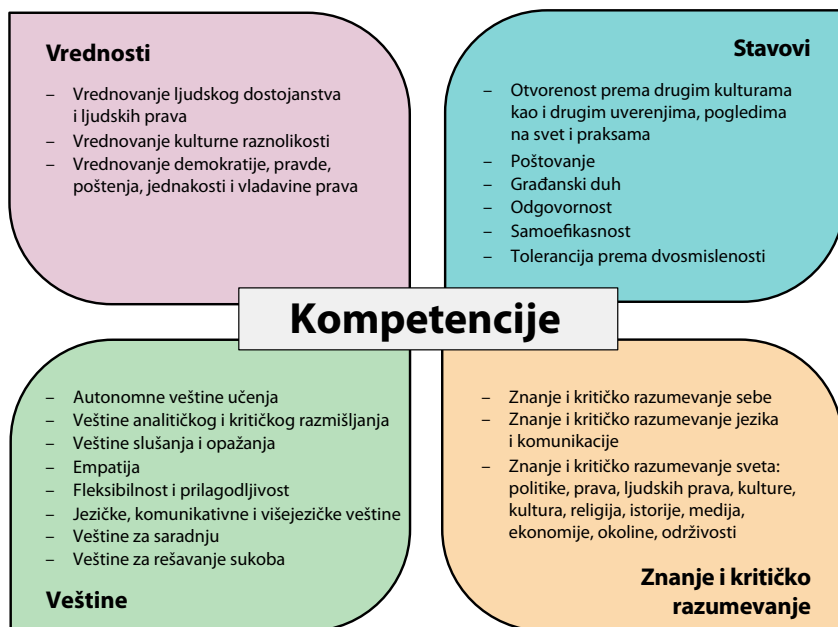 Vrednosti
– Vrednovanje ljudskog dostojanstva
i ljudskih prava
– Vrednovanje kulturne raznolikosti
– Vrednovanje demokratije, pravde,
poštenja, jednakosti i vladavine prava
Stavovi
– Otvorenost prema drugim kulturama
kao i drugim uverenjima, pogledima
na svet i praksama
– Poštovanje
– Građanski duh
– Odgovornost
– Samoefikasnost
– Tolerancija prema dvosmislenosti
Kompetencije
– Autonomne veštine učenja
– Veštine analitičkog i kritičkog razmišljanja
– Veštine slušanja i opažanja
– Empatija
– Fleksibilnost i prilagodljivost
– Jezičke, komunikativne i višejezičke veštine
– Veštine za saradnju
– Veštine za rešavanje sukoba
Veštine
– Znanje i kritičko razumevanje sebe
– Znanje i kritičko razumevanje jezika
i komunikacije
– Znanje i kritičko razumevanje sveta:
politike, prava, ljudskih prava, kulture,
kultura, religija, istorije, medija,
ekonomije, okoline, održivosti
Znanje i kritičko
razumevanje